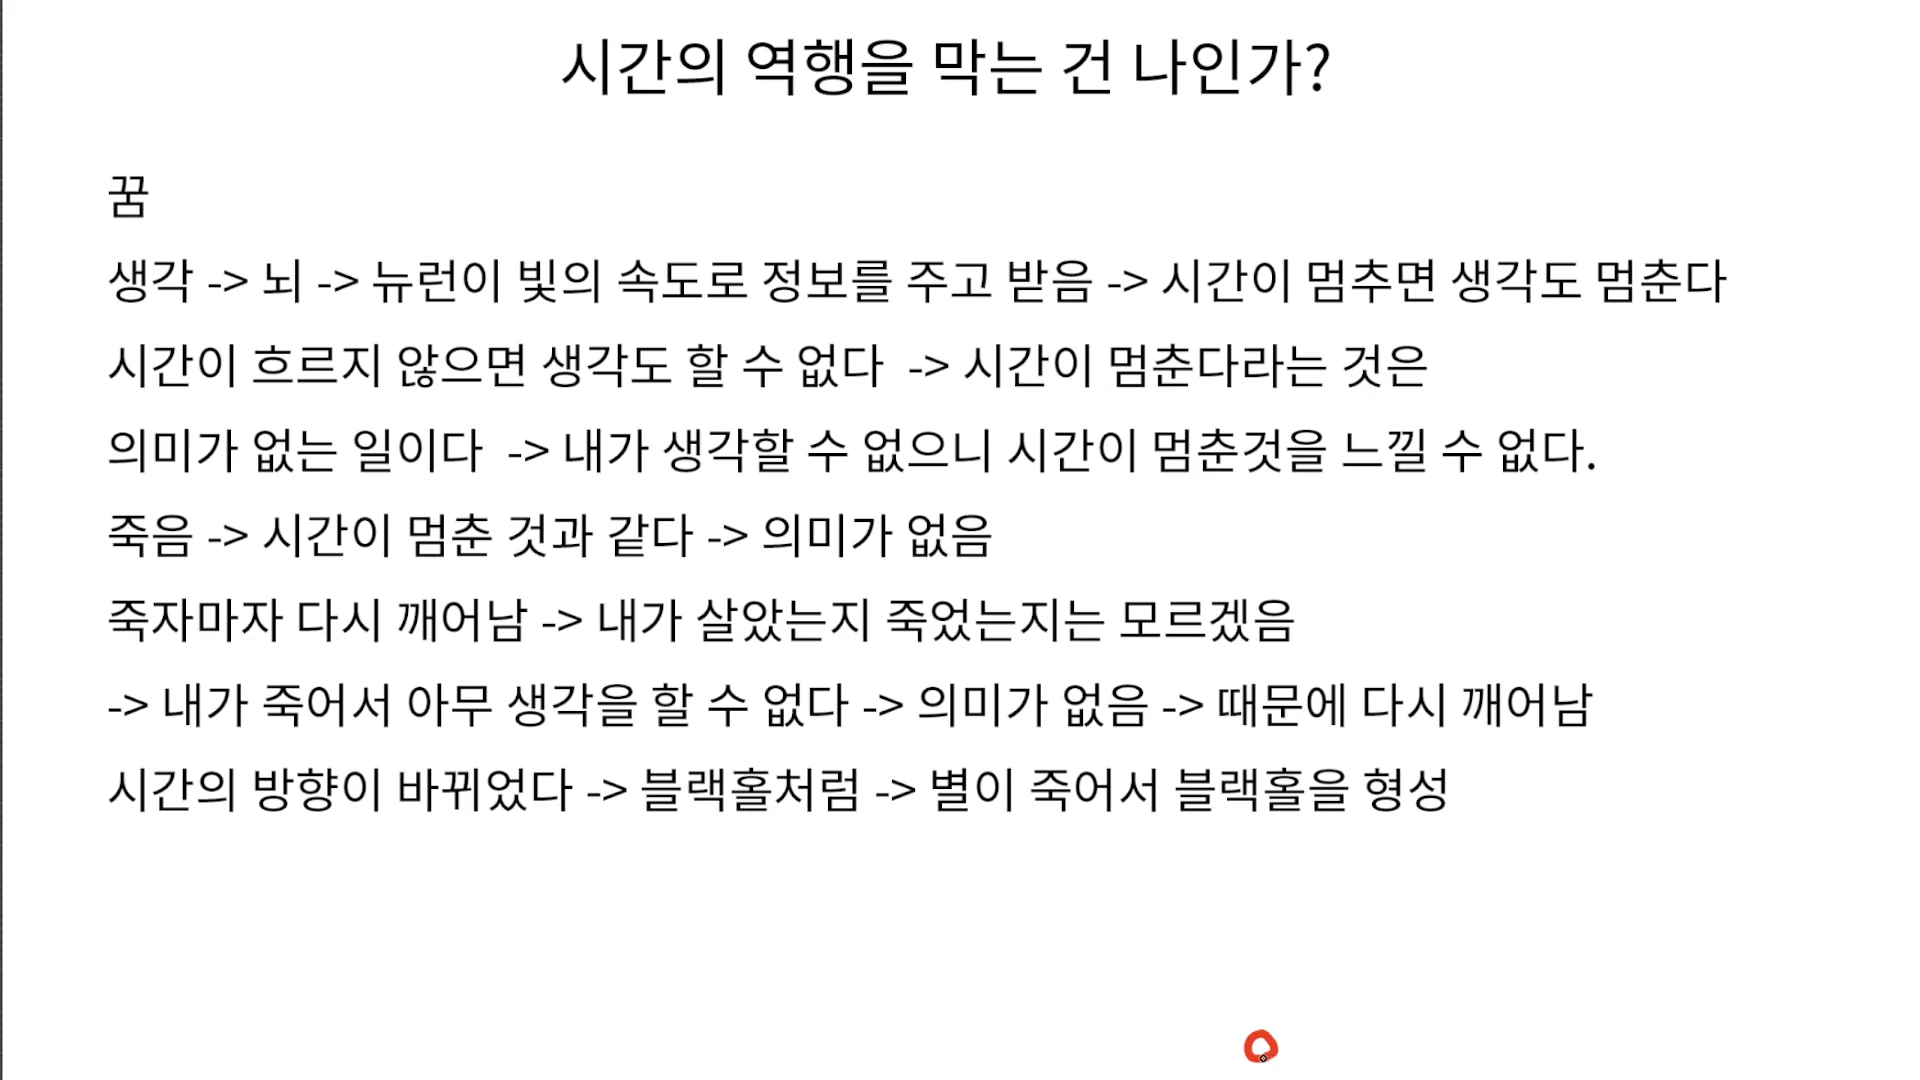 시간의 역행을 막는 건 나인가?
꿈
생각 -> 뇌 -> 뉴런이 빛의 속도로 정보를 주고 받음 -> 시간이 멈추면 생각도 멈춘다
시간이 흐르지 않으면 생각도 할 수 없다 -> 시간이 멈춘다라는 것은
의미가 없는 일이다 -> 내가 생각할 수 없으니 시간이 멈춘것을 느낄 수 없다.
죽음 -> 시간이 멈춘 것과 같다 -> 의미가 없음
죽자마자 다시 깨어남 -> 내가 살았는지 죽었는지는 모르겠음
-> 내가 죽어서 아무 생각을 할 수 없다 -> 의미가 없음 -> 때문에 다시 깨어남
시간의 방향이 바뀌었다 -> 블랙홀처럼 -> 별이 죽어서 블랙홀을 형성